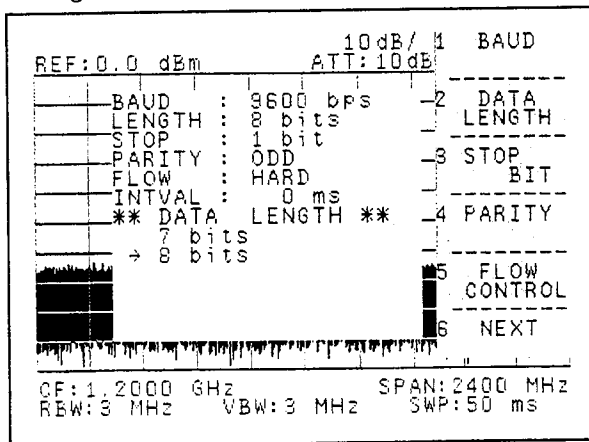 10dB/
REF:0.0 dBm ATT:10dB
BAUD : 9600 bps
LENGTH : 8 bits
STOP : 1 bit
PARITY : ODD
FLOW : HARD
INTVAL : 0 ms
** DATA LENGTH **
7 bits
→ 8 bits
1 BAUD
2 DATA
LENGTH
3 STOP
BIT
4 PARITY
5 FLOW
CONTROL
6 NEXT
CF:1.2000 GHz SPAN:2400 MHz
RBW:3 MHz VBW:3 MHz SWP:50 ms